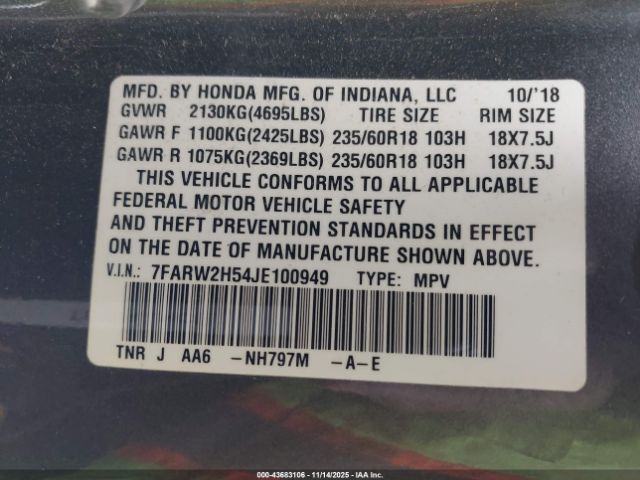 MFD. BY HONDA MFG. OF INDIANA, LLC 10/'18
GVWR 2130KG(4695LBS) TIRE SIZE RIM SIZE
GAWR F 1100KG(2425LBS) 235/60R18 103H 18X7.5J
GAWR R 1075KG(2369LBS) 235/60R18 103H 18X7.5J
THIS VEHICLE CONFORMS TO ALL APPLICABLE
FEDERAL MOTOR VEHICLE SAFETY
AND THEFT PREVENTION STANDARDS IN EFFECT
ON THE DATE OF MANUFACTURE SHOWN ABOVE.
V.I.N.: 7FARW2H54JE100949 TYPE: MPV
TNR J AA6 -NH797M -A-E
000-43683106 - 11/14/2025 - IAA Inc.